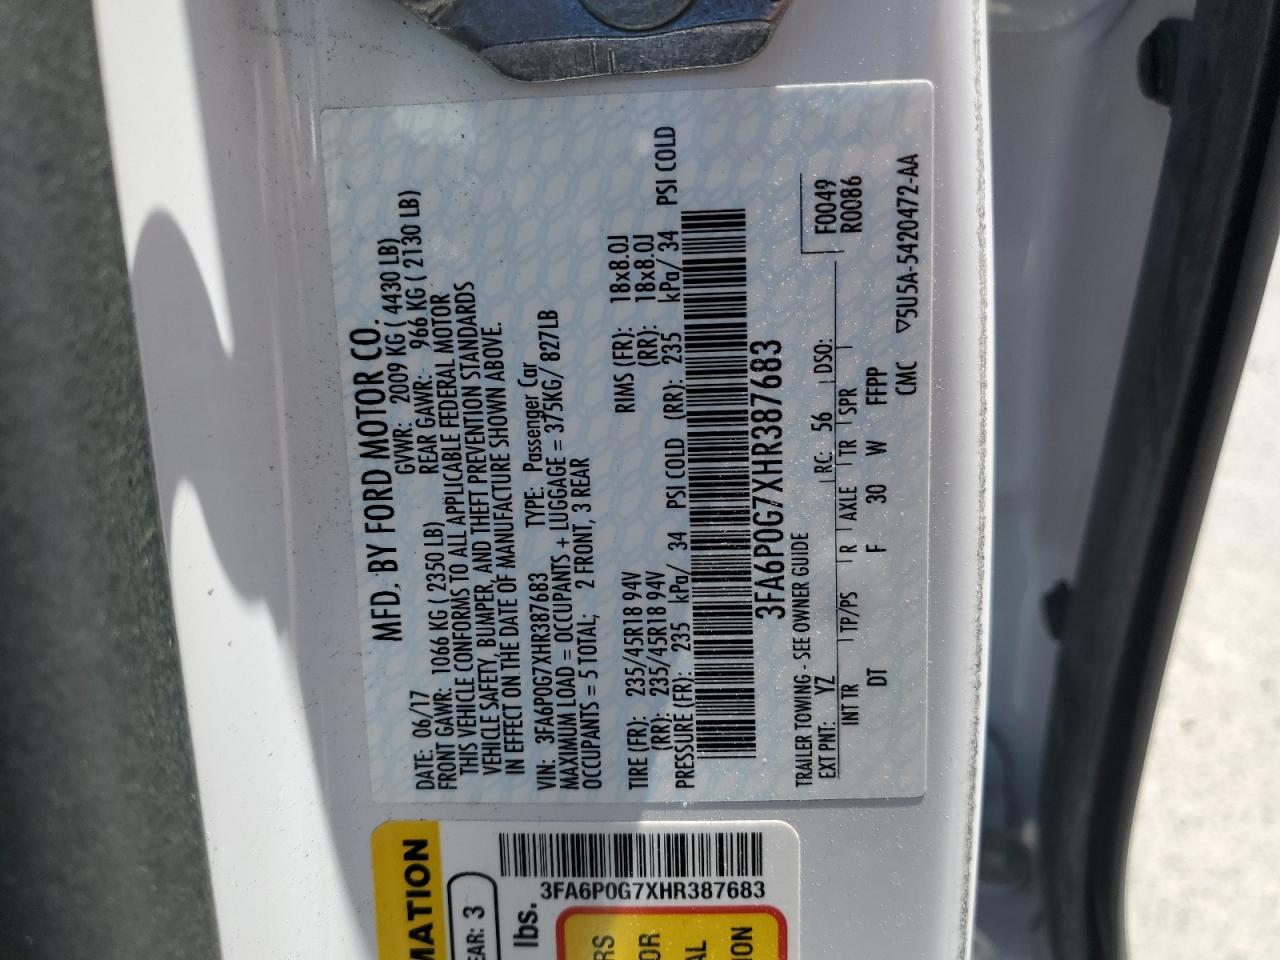 MFD. BY FORD MOTOR CO.
DATE: 06/17 GVWR: 2009 KG ( 4430 LB)
FRONT GAWR: 1066 KG ( 2350 LB) REAR GAWR: 966 KG ( 2130 LB)
THIS VEHICLE CONFORMS TO ALL APPLICABLE FEDERAL MOTOR
VEHICLE SAFETY, BUMPER, AND THEFT PREVENTION STANDARDS
IN EFFECT ON THE DATE OF MANUFACTURE SHOWN ABOVE.
VIN: 3FA6P0G7XHR387683 TYPE: Passenger Car
MAXIMUM LOAD = OCCUPANTS + LUGGAGE = 375KG/ 827LB
OCCUPANTS = 5 TOTAL; 2 FRONT, 3 REAR
TIRE (FR): 235/45R18 94V RIMS (FR): 18x8.0J
(RR): 235/45R18 94V (RR): 18x8.0J
PRESSURE (FR): 235 kPa/ 34 PSI COLD (RR): 235 kPa/ 34 PSI COLD
3FA6P0G7XHR387683
TRAILER TOWING - SEE OWNER GUIDE
F0049
EXT PNT: YZ RC: 56 DSO: R0086
INT TR TP/PS R AXLE TR SPR
DT F 30 W FFPP
CMC ▽5U5A-5420472-AA
MATION
EAR: 3
lbs.
3FA6P0G7XHR387683
RS
OR
AL
ION